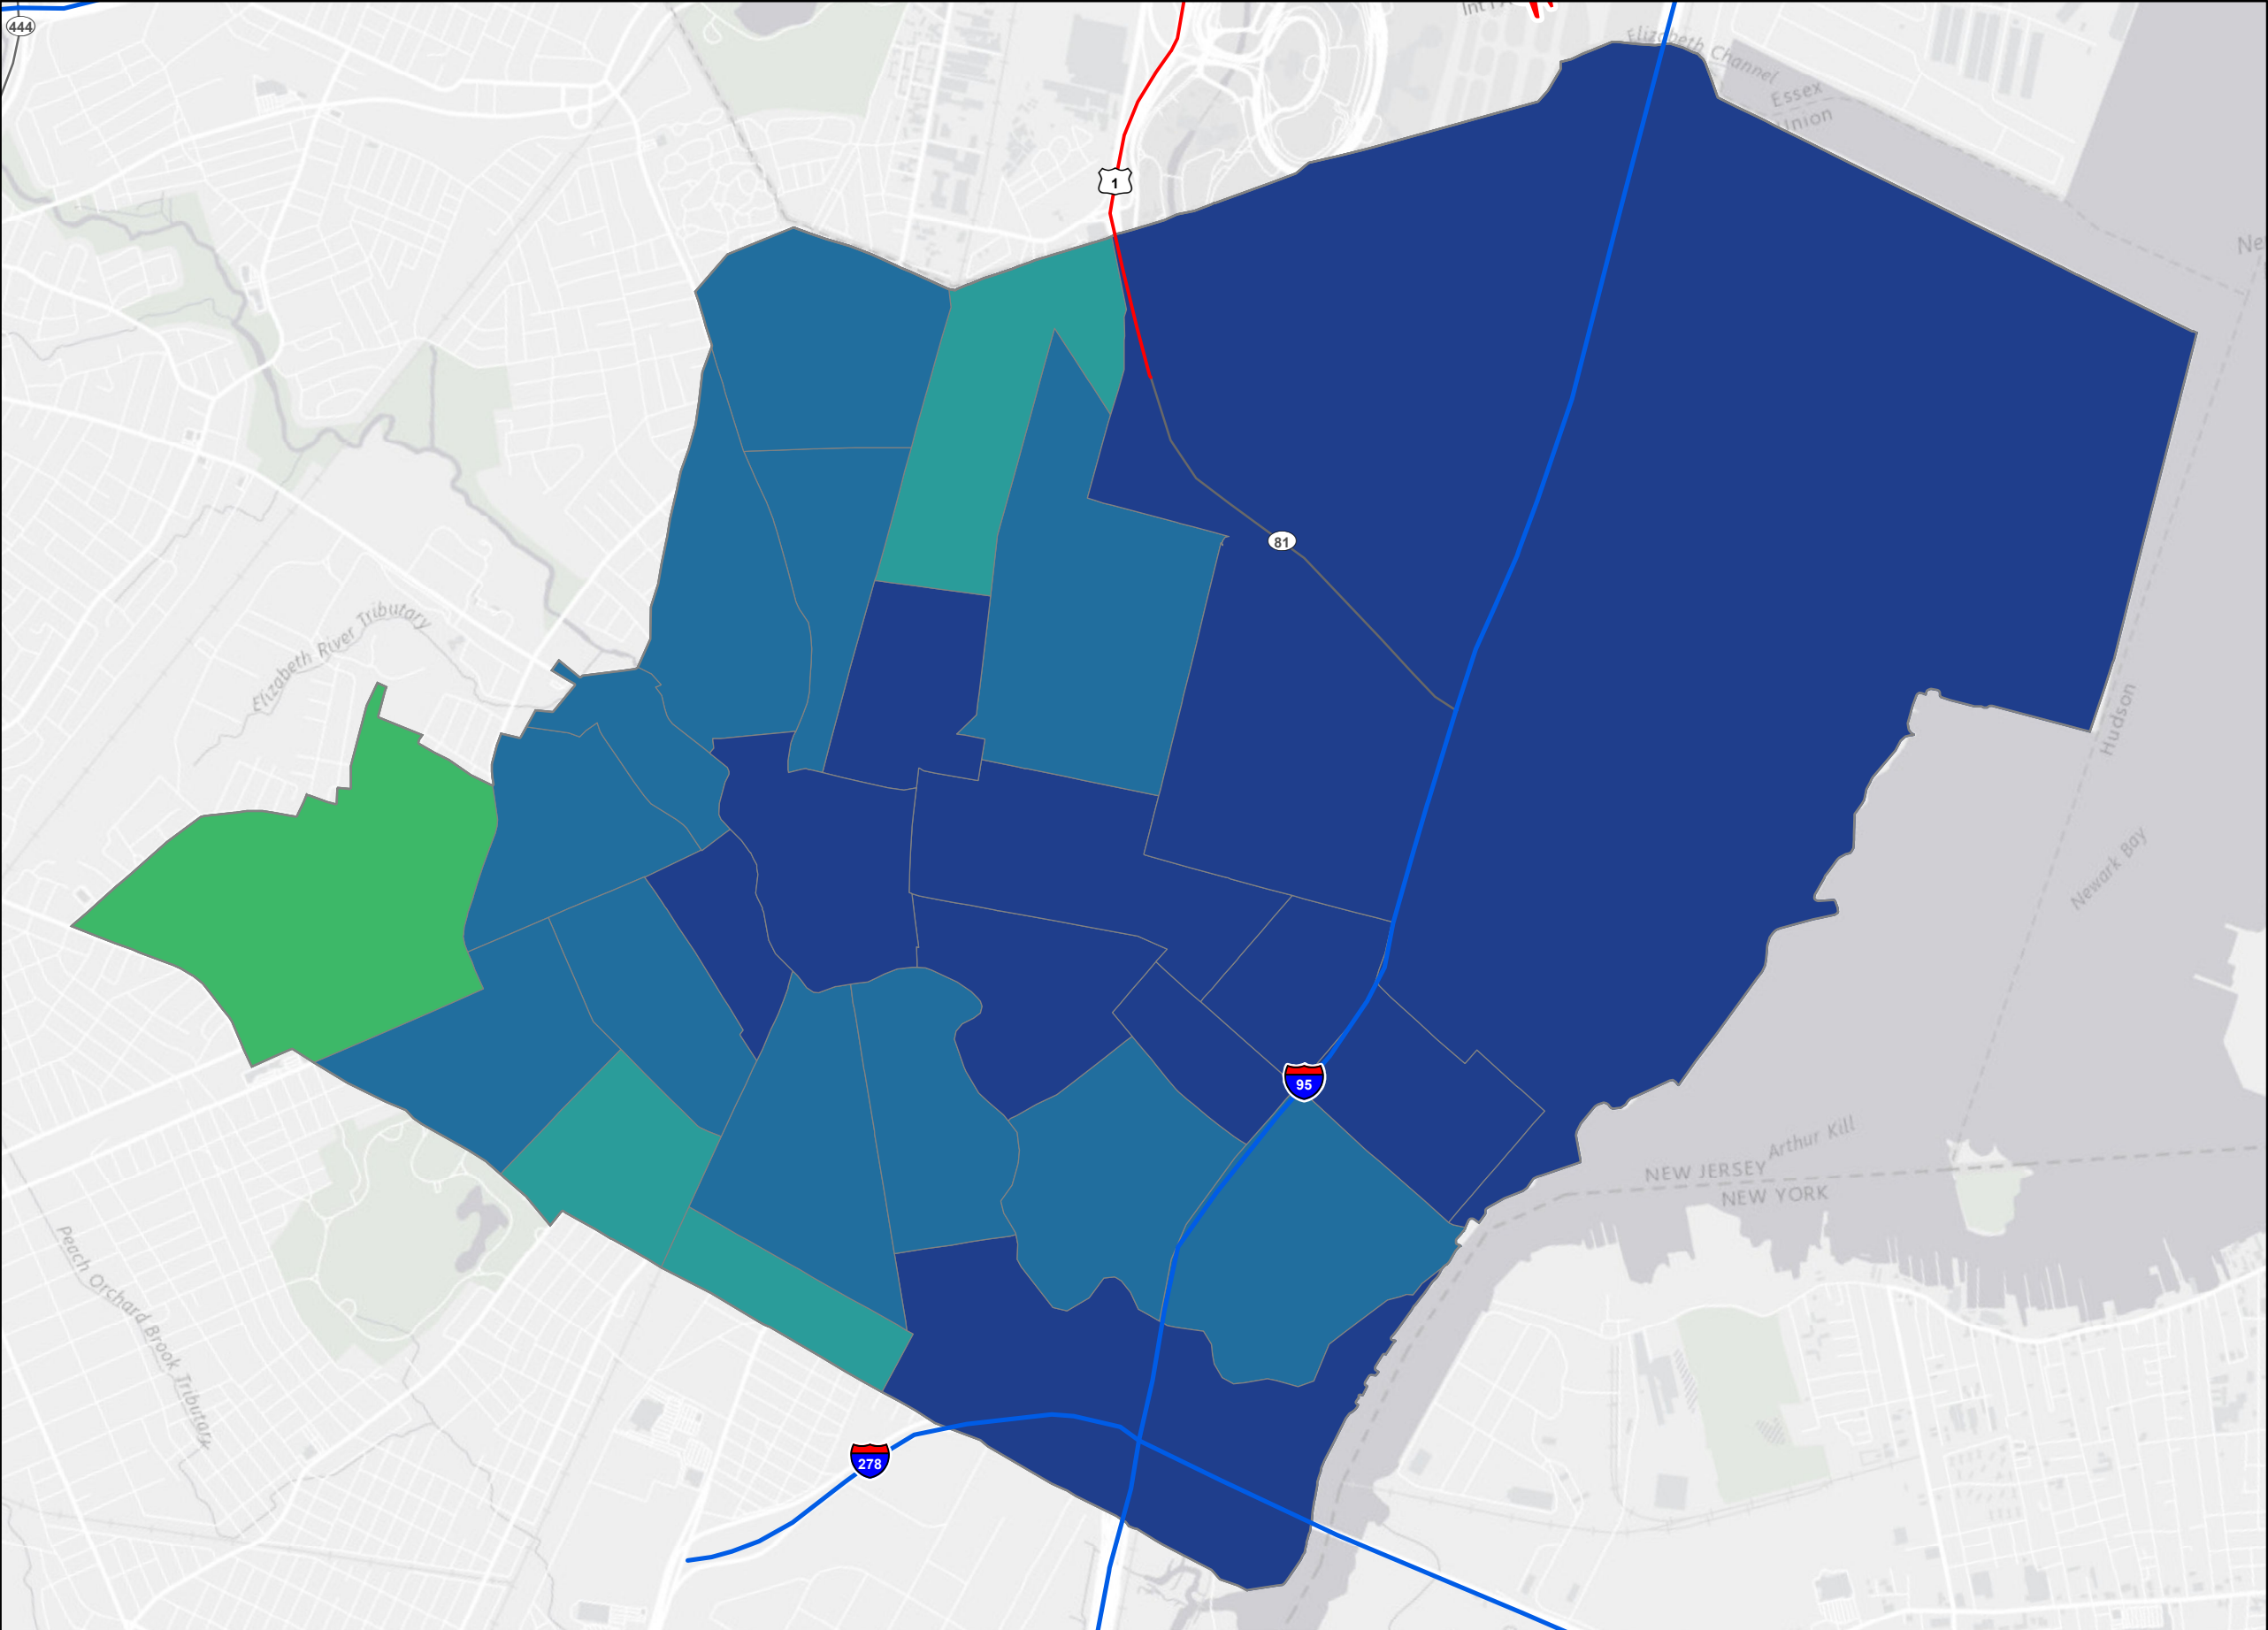 444
Elizabeth Channel
Essex
Union
1
81
Elizabeth River Tributary
Hudson
Newark Bay
95
Arthur Kill
NEW JERSEY
NEW YORK
Peach Orchard Brook Tributary
278